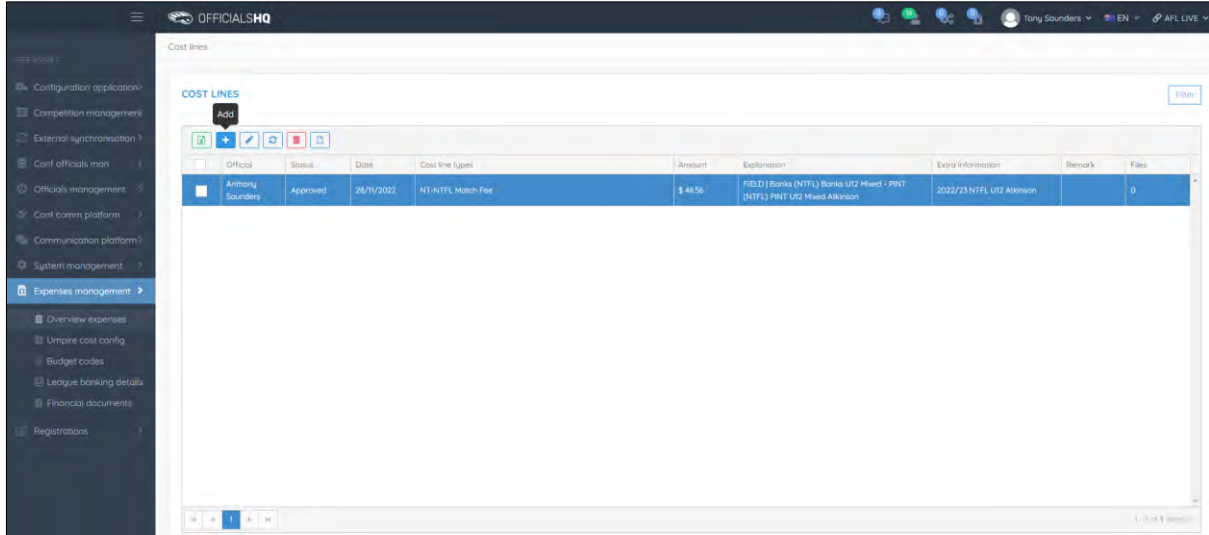 OFFICIALSHQ
Tony Saunders
EN
AFL LIVE
Cost lines
REFASSIST
Configuration application
Competition management
External synchronisation
Conf officials man
Officials management
Conf comm platform
Communication platform
System management
Expenses management
Overview expenses
Umpire cost config
Budget codes
League banking details
Financial documents
Registrations
COST LINES
Filter
Add
Official Status Date Cost line types Amount Explanation Extra information Remark Files
Anthony Saunders Approved 28/11/2022 NT-NTFL Match Fee $ 48.56 FIELD | Banks (NTFL) Banks U12 Mixed - PINT (NTFL) PINT U12 Mixed Atkinson 2022/23 NTFL U12 Atkinson 0
1